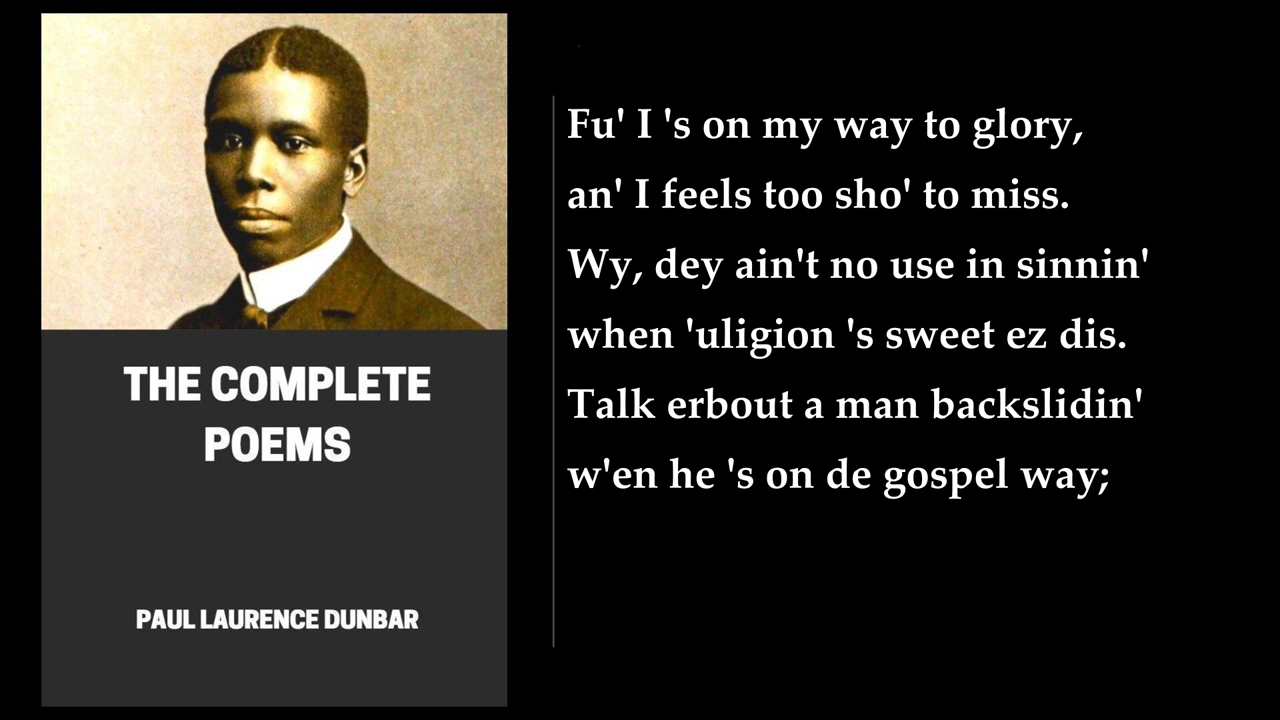 THE COMPLETE
POEMS
PAUL LAURENCE DUNBAR
Fu' I 's on my way to glory,
an' I feels too sho' to miss.
Wy, dey ain't no use in sinnin'
when 'uligion 's sweet ez dis.
Talk erbout a man backslidin'
w'en he 's on de gospel way;